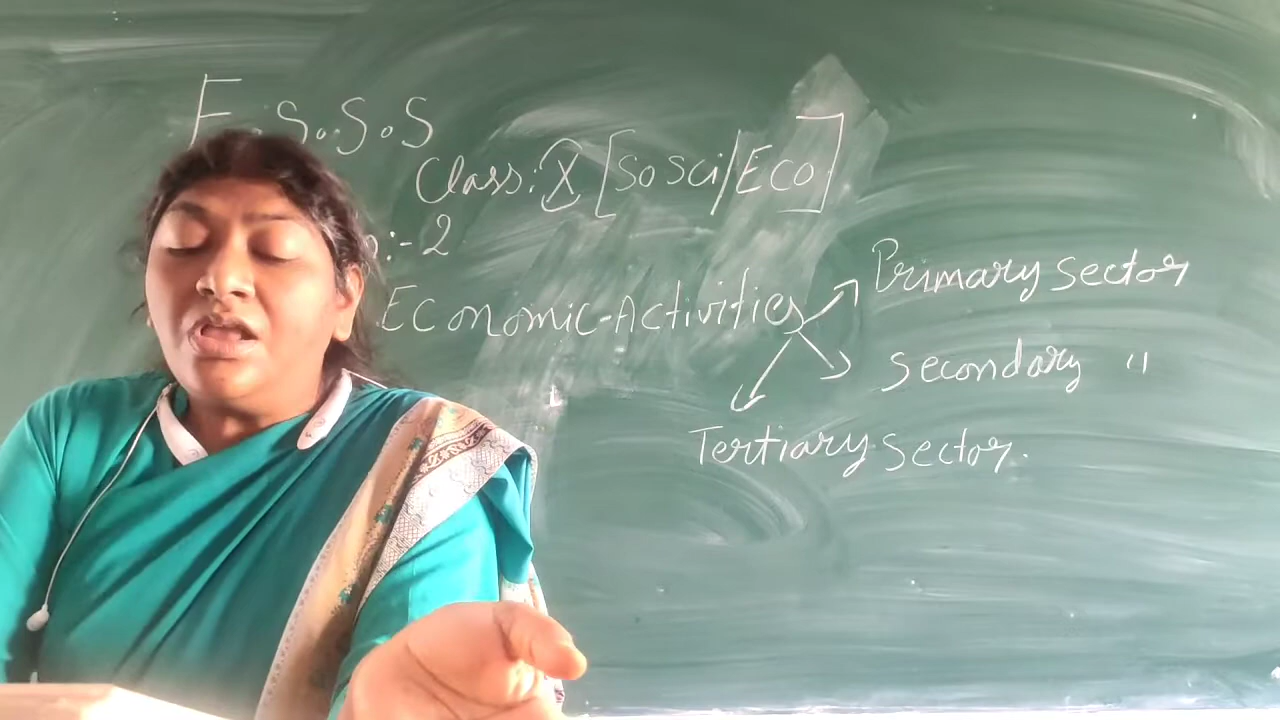 F.S.S.S
Class: X [So Sci/Eco]
:-2
Economic-Activities
Primary sector
Secondary "
Tertiary sector.